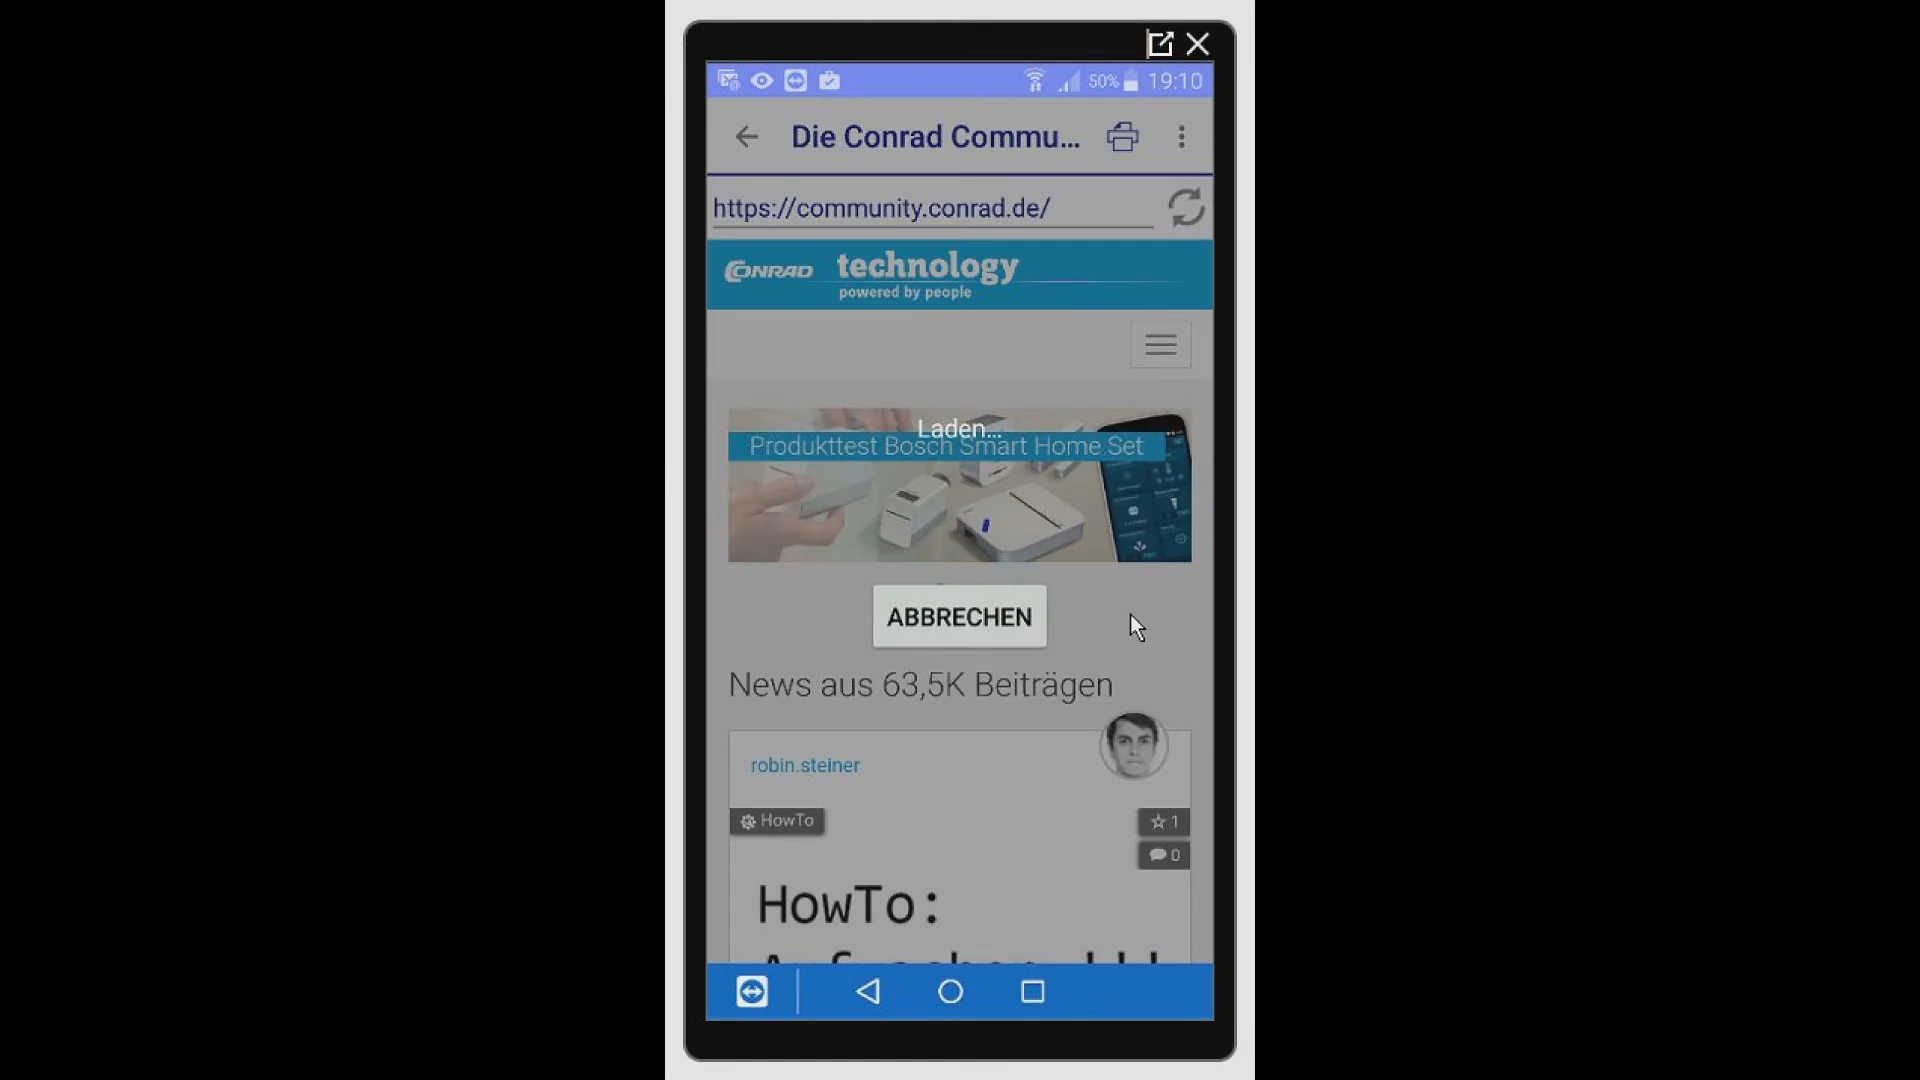 50% 19:10
Die Conrad Commu...
https://community.conrad.de/
CONRAD technology
powered by people
Laden...
Produkttest Bosch Smart Home Set
ABBRECHEN
News aus 63,5K Beiträgen
robin.steiner
HowTo 1
0
HowTo: